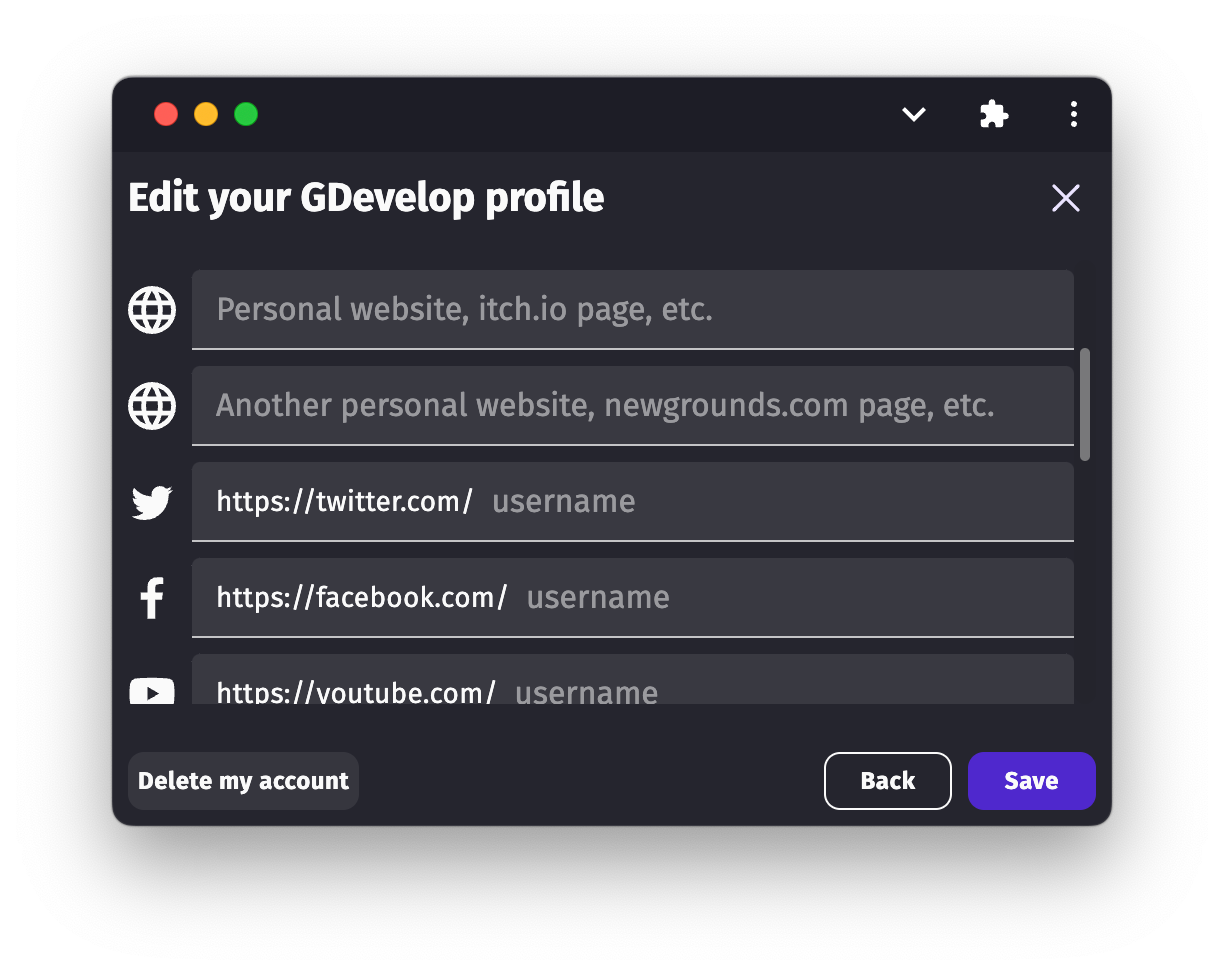 Edit your GDevelop profile
Personal website, itch.io page, etc.
Another personal website, newgrounds.com page, etc.
https://twitter.com/ username
https://facebook.com/ username
https://youtube.com/ username
Delete my account
Back
Save